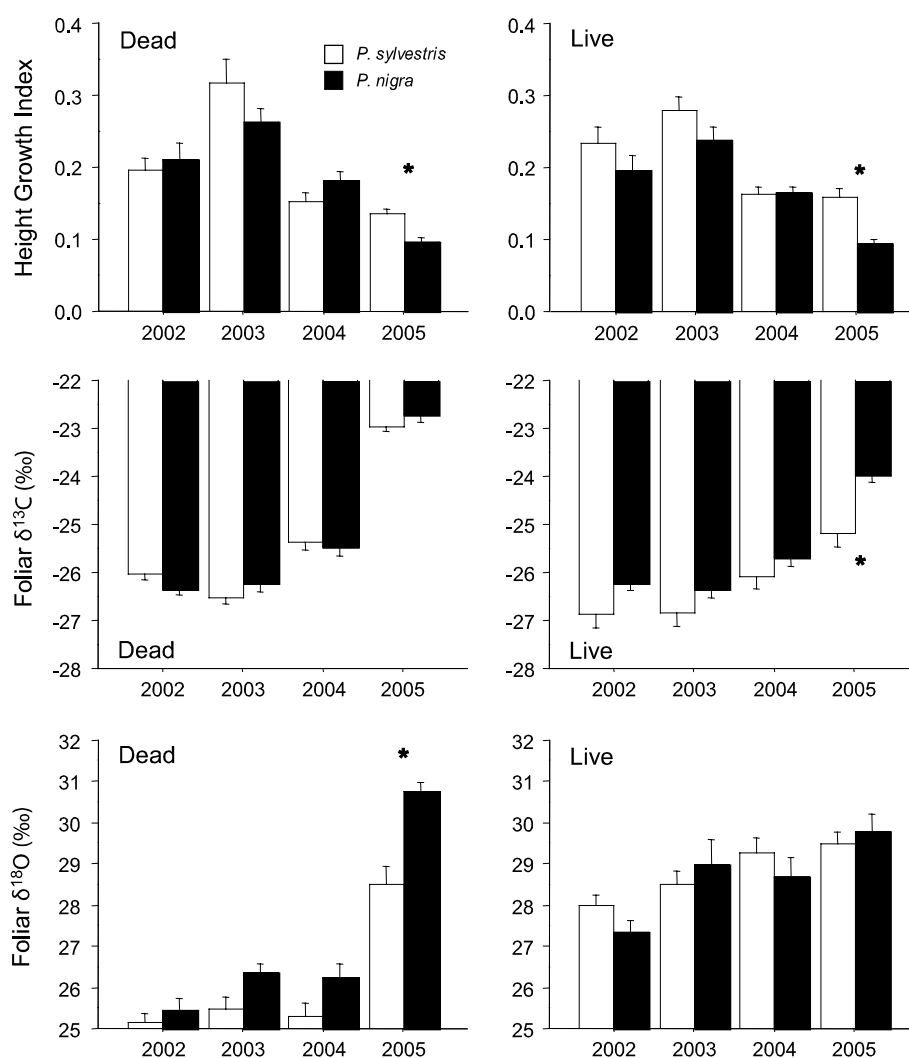 Dead
P. sylvestris
P. nigra
Height Growth Index
0.4
0.3
0.2
0.1
0.0
*
2002 2003 2004 2005
Live
0.4
0.3
0.2
0.1
0.0
*
2002 2003 2004 2005
Foliar δ¹³C (‰)
-22
-23
-24
-25
-26
-27
-28
Dead
2002 2003 2004 2005
-22
-23
-24
-25
-26
-27
-28
*
Live
2002 2003 2004 2005
Foliar δ¹⁸O (‰)
32
31
30
29
28
27
26
25
Dead
*
2002 2003 2004 2005
32
31
30
29
28
27
26
25
Live
2002 2003 2004 2005